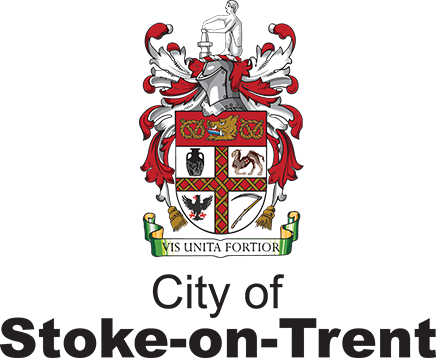 VIS UNITA FORTIOR
City of
Stoke-on-Trent